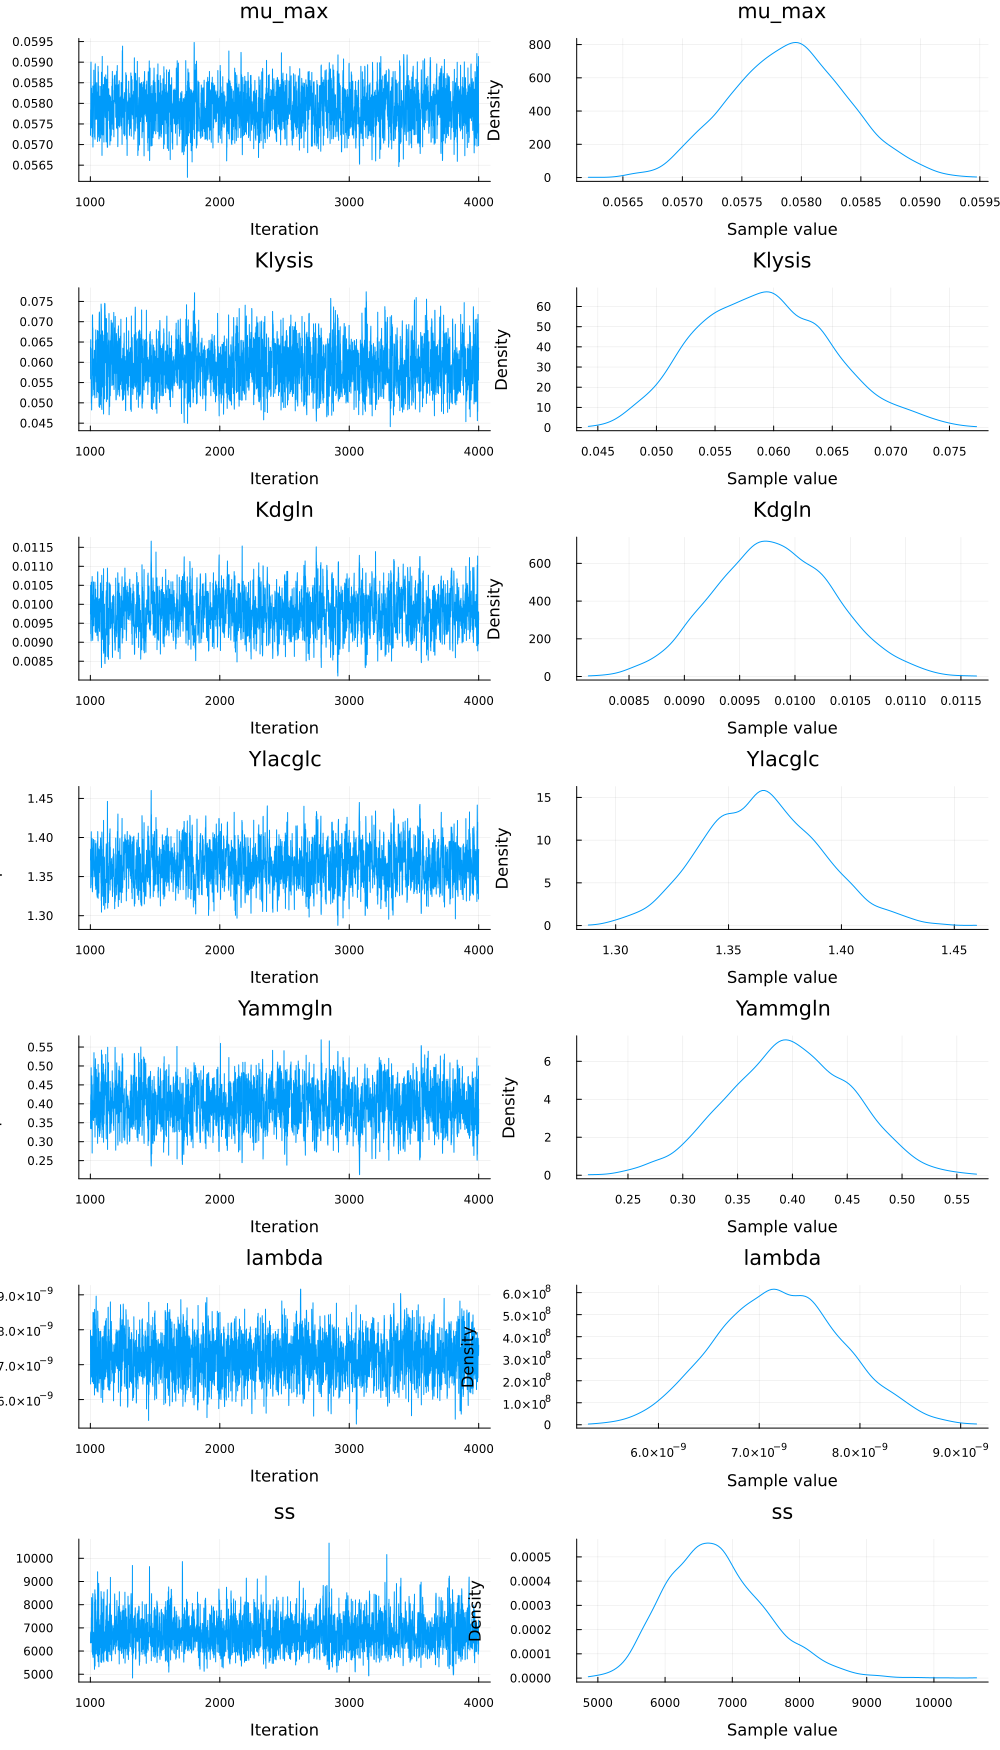 mu_max mu_max
0.0595
0.0590
0.0585
0.0580
0.0575
0.0570
0.0565
1000 2000 3000 4000
Iteration
Density
800
600
400
200
0
0.0565 0.0570 0.0575 0.0580 0.0585 0.0590 0.0595
Sample value
Klysis Klysis
0.075
0.070
0.065
0.060
0.055
0.050
0.045
1000 2000 3000 4000
Iteration
Density
60
50
40
30
20
10
0
0.045 0.050 0.055 0.060 0.065 0.070 0.075
Sample value
Kdgln Kdgln
0.0115
0.0110
0.0105
0.0100
0.0095
0.0090
0.0085
1000 2000 3000 4000
Iteration
Density
600
400
200
0
0.0085 0.0090 0.0095 0.0100 0.0105 0.0110 0.0115
Sample value
Ylacglc Ylacglc
1.45
1.40
1.35
1.30
1000 2000 3000 4000
Iteration
Density
15
10
5
0
1.30 1.35 1.40 1.45
Sample value
Yammgln Yammgln
0.55
0.50
0.45
0.40
0.35
0.30
0.25
1000 2000 3000 4000
Iteration
Density
6
4
2
0
0.25 0.30 0.35 0.40 0.45 0.50 0.55
Sample value
lambda lambda
9.0×10⁻⁹
8.0×10⁻⁹
7.0×10⁻⁹
6.0×10⁻⁹
1000 2000 3000 4000
Iteration
Density
6.0×10⁸
5.0×10⁸
4.0×10⁸
3.0×10⁸
2.0×10⁸
1.0×10⁸
0
6.0×10⁻⁹ 7.0×10⁻⁹ 8.0×10⁻⁹ 9.0×10⁻⁹
Sample value
ss ss
10000
9000
8000
7000
6000
5000
1000 2000 3000 4000
Iteration
Density
0.0005
0.0004
0.0003
0.0002
0.0001
0.0000
5000 6000 7000 8000 9000 10000
Sample value